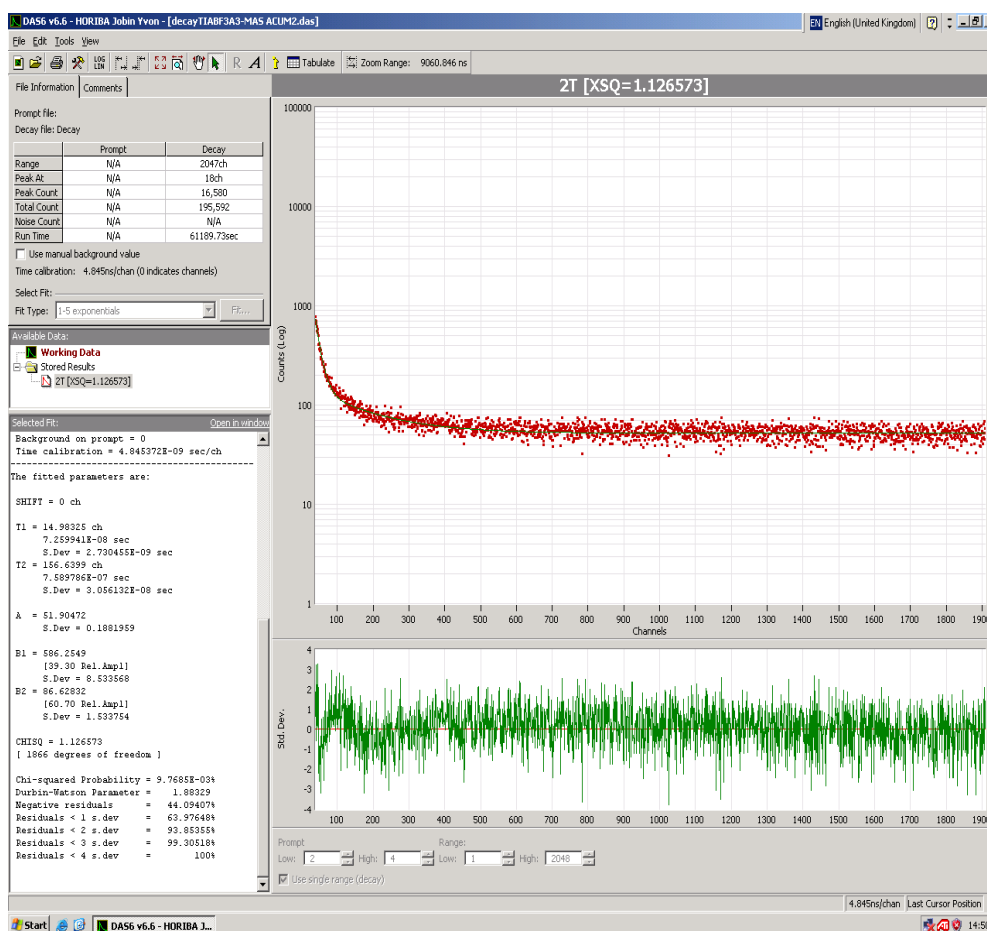 DAS6 v6.6 - HORIBA Jobin Yvon - [decayTIABF3A3-MAS ACUM2.das]
EN English (United Kingdom)
File Edit Tools View
LOG LIN R A Tabulate Zoom Range: 9060.846 ns
File Information Comments
Prompt file:
Decay file: Decay
Prompt Decay
Range N/A 2047ch
Peak At N/A 18ch
Peak Count N/A 16,580
Total Count N/A 195,592
Noise Count N/A N/A
Run Time N/A 61189.73sec
Use manual background value
Time calibration: 4.845ns/chan (0 indicates channels)
Select Fit:
Fit Type: 1-5 exponentials Fit...
Available Data:
Working Data
Stored Results
2T [XSQ=1.126573]
Selected Fit: Open in window
Background on prompt = 0
Time calibration = 4.845372E-09 sec/ch
The fitted parameters are:
SHIFT = 0 ch
T1 = 14.98325 ch
7.259941E-08 sec
S.Dev = 2.730455E-09 sec
T2 = 156.6399 ch
7.589786E-07 sec
S.Dev = 3.056132E-08 sec
A = 51.90472
S.Dev = 0.1881959
B1 = 586.2549
[39.30 Rel.Ampl]
S.Dev = 8.533568
B2 = 86.62832
[60.70 Rel.Ampl]
S.Dev = 1.533754
CHISQ = 1.126573
[ 1866 degrees of freedom ]
Chi-squared Probability = 9.7685E-03%
Durbin-Watson Parameter = 1.88329
Negative residuals = 44.09407%
Residuals < 1 s.dev = 63.97648%
Residuals < 2 s.dev = 93.85355%
Residuals < 3 s.dev = 99.30518%
Residuals < 4 s.dev = 100%
2T [XSQ=1.126573]
100000
10000
1000
100
10
1
Counts (Log)
100 200 300 400 500 600 700 800 900 1000 1100 1200 1300 1400 1500 1600 1700 1800 190
Channels
4
3
2
1
0
-1
-2
-3
-4
Std. Dev.
100 200 300 400 500 600 700 800 900 1000 1100 1200 1300 1400 1500 1600 1700 1800 190
Prompt Range:
Low: 2 High: 4 Low: 1 High: 2048
Use single range (decay)
4.845ns/chan Last Cursor Position
Start DAS6 v6.6 - HORIBA J... 14:50